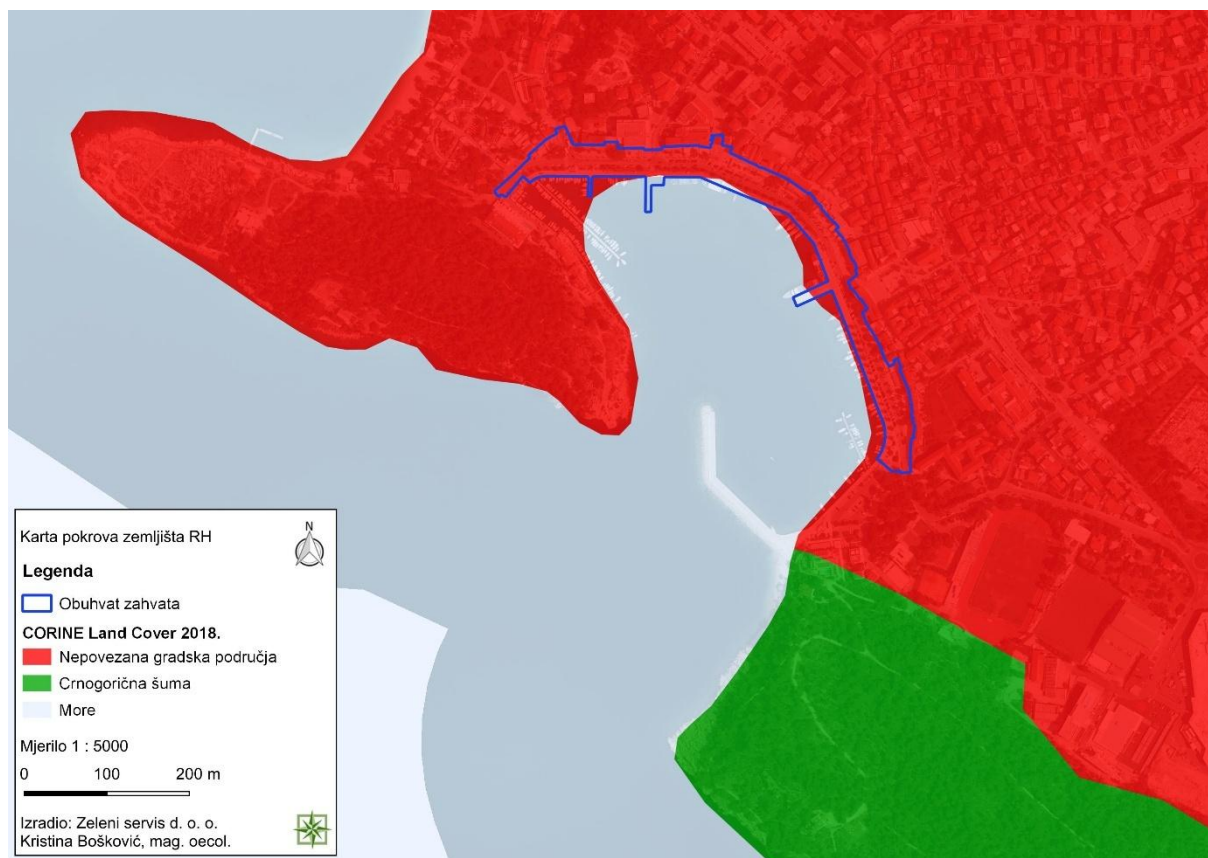 Karta pokrova zemljišta RH
N
Legenda
Obuhvat zahvata
CORINE Land Cover 2018.
Nepovezana gradska područja
Crnogorična šuma
More
Mjerilo 1 : 5000
0 100 200 m
Izradio: Zeleni servis d. o. o.
Kristina Bošković, mag. oecol.